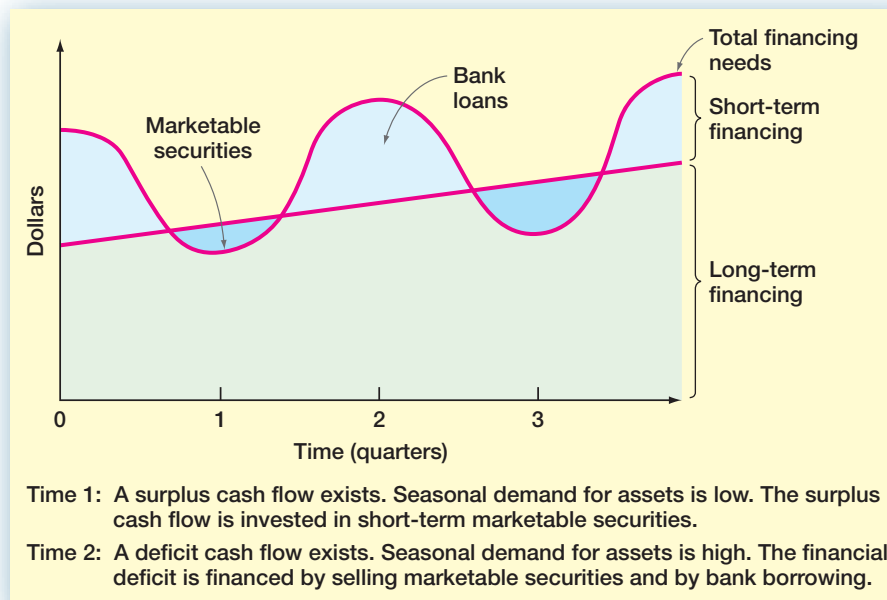 Total financing
needs
Bank
loans
Short-term
financing
Marketable
securities
Dollars
Long-term
financing
0
1
2
3
Time (quarters)
Time 1: A surplus cash flow exists. Seasonal demand for assets is low. The surplus
cash flow is invested in short-term marketable securities.
Time 2: A deficit cash flow exists. Seasonal demand for assets is high. The financial
deficit is financed by selling marketable securities and by bank borrowing.